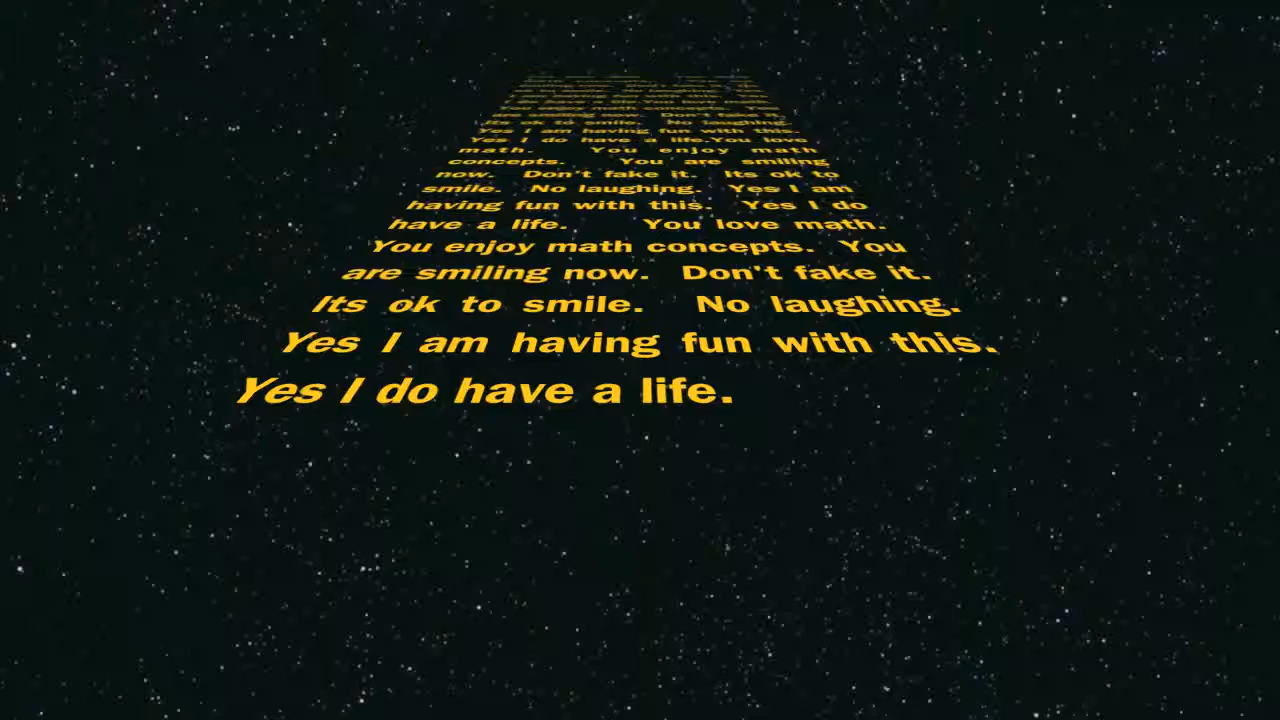 smile. No laughing.
Yes I am having fun with this.
Yes I do have a life.You love
math. You enjoy math
concepts. You are smiling
now. Don't fake it. Its ok to
smile. No laughing. Yes I am
having fun with this. Yes I do
have a life. You love math.
You enjoy math concepts. You
are smiling now. Don't fake it.
Its ok to smile. No laughing.
Yes I am having fun with this.
Yes I do have a life.